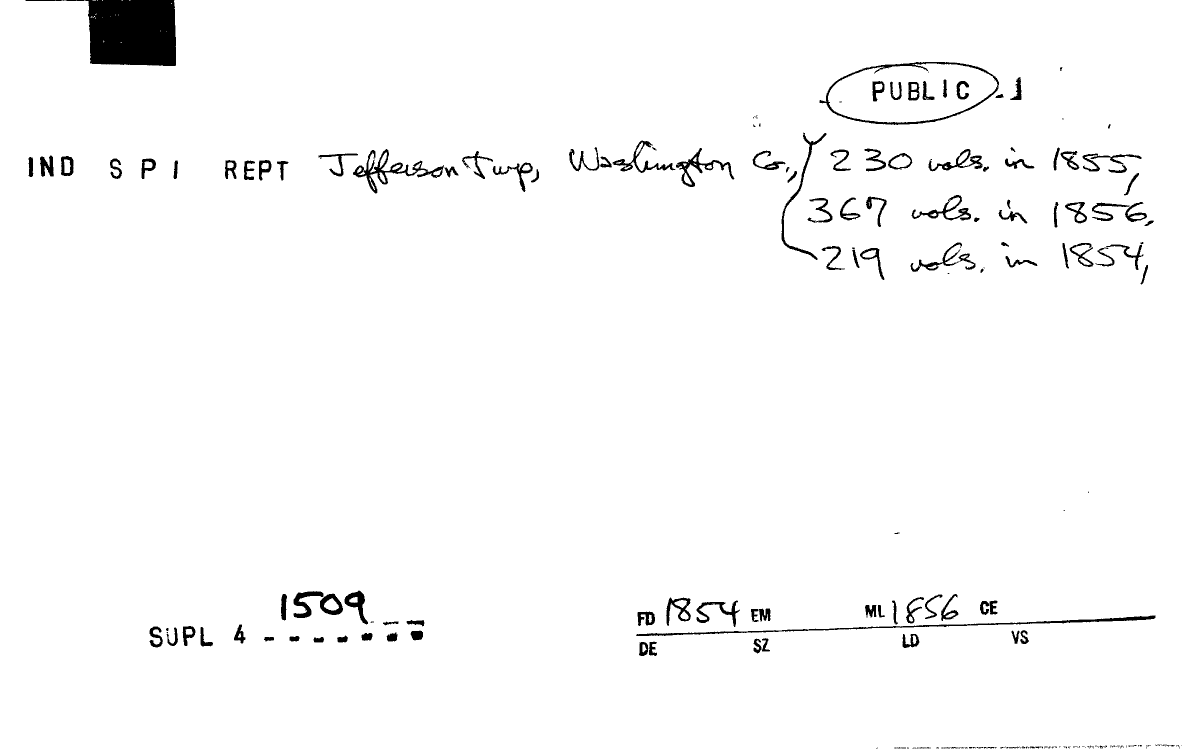 PUBLIC
IND S P I REPT Jefferson Twp, Washington Co., 230 vols. in 1855,
367 vols. in 1856.
219 vols. in 1854,
1509
SUPL 4
FD 1854 EM ML 1856 CE
DE SZ LD VS